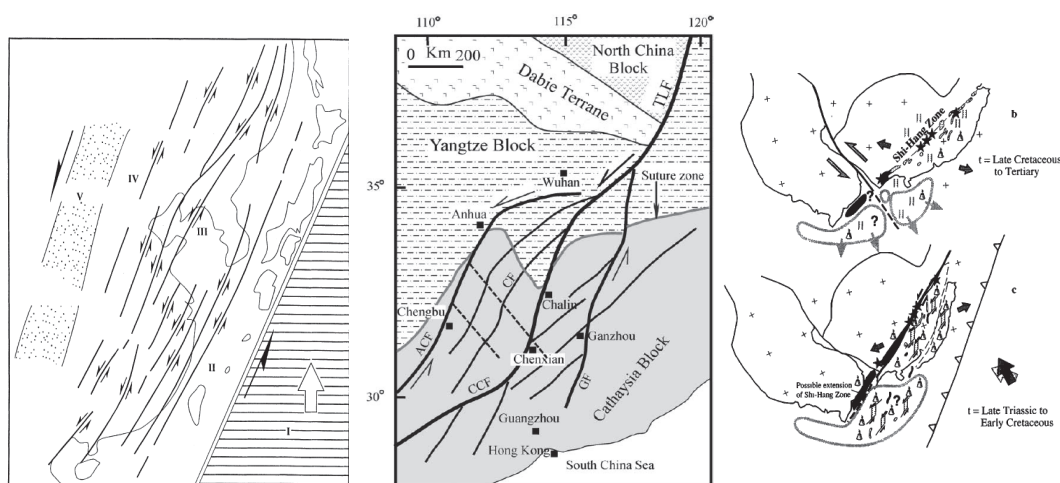 V
IV
III
II
I
110°
115°
120°
0 Km 200
North China
Block
Dabie Terrane
TLF
Yangtze Block
Wuhan
Suture zone
35°
Anhua
CF
Chalin
Chengbu
Ganzhou
ACF
Chenxian
CCF
GF
Cathaysia Block
30°
Guangzhou
Hong Kong
South China Sea
Shi-Hang Zone
b
t = Late Cretaceous
to Tertiary
?
?
c
Possible extension
of Shi-Hang Zone
?
t = Late Triassic to
Early Cretaceous